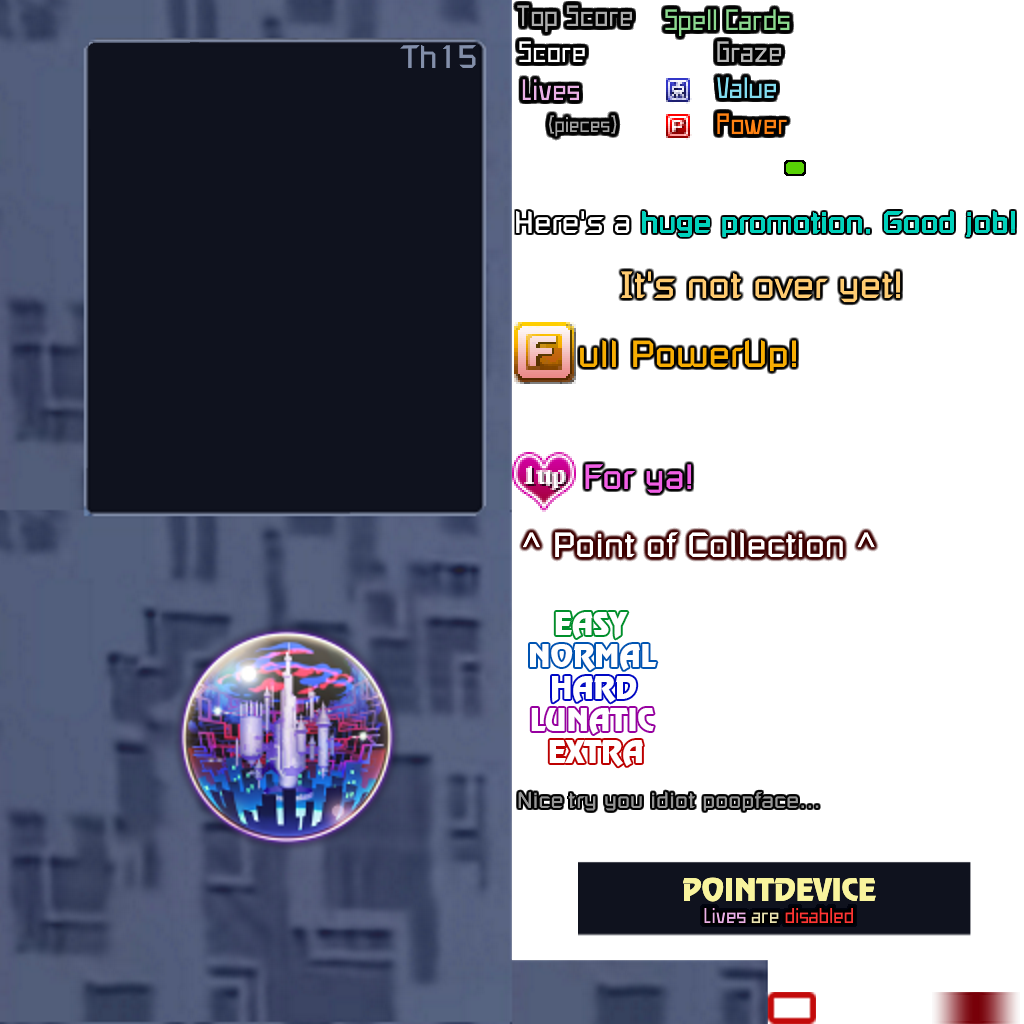 Th15
Top Score
Spell Cards
Score
Graze
Lives
Value
(pieces)
P
Power
Here's a huge promotion. Good job!
It's not over yet!
Full PowerUp!
1up For ya!
^ Point of Collection ^
EASY
NORMAL
HARD
LUNATIC
EXTRA
Nice try you idiot poopface...
POINTDEVICE
Lives are disabled